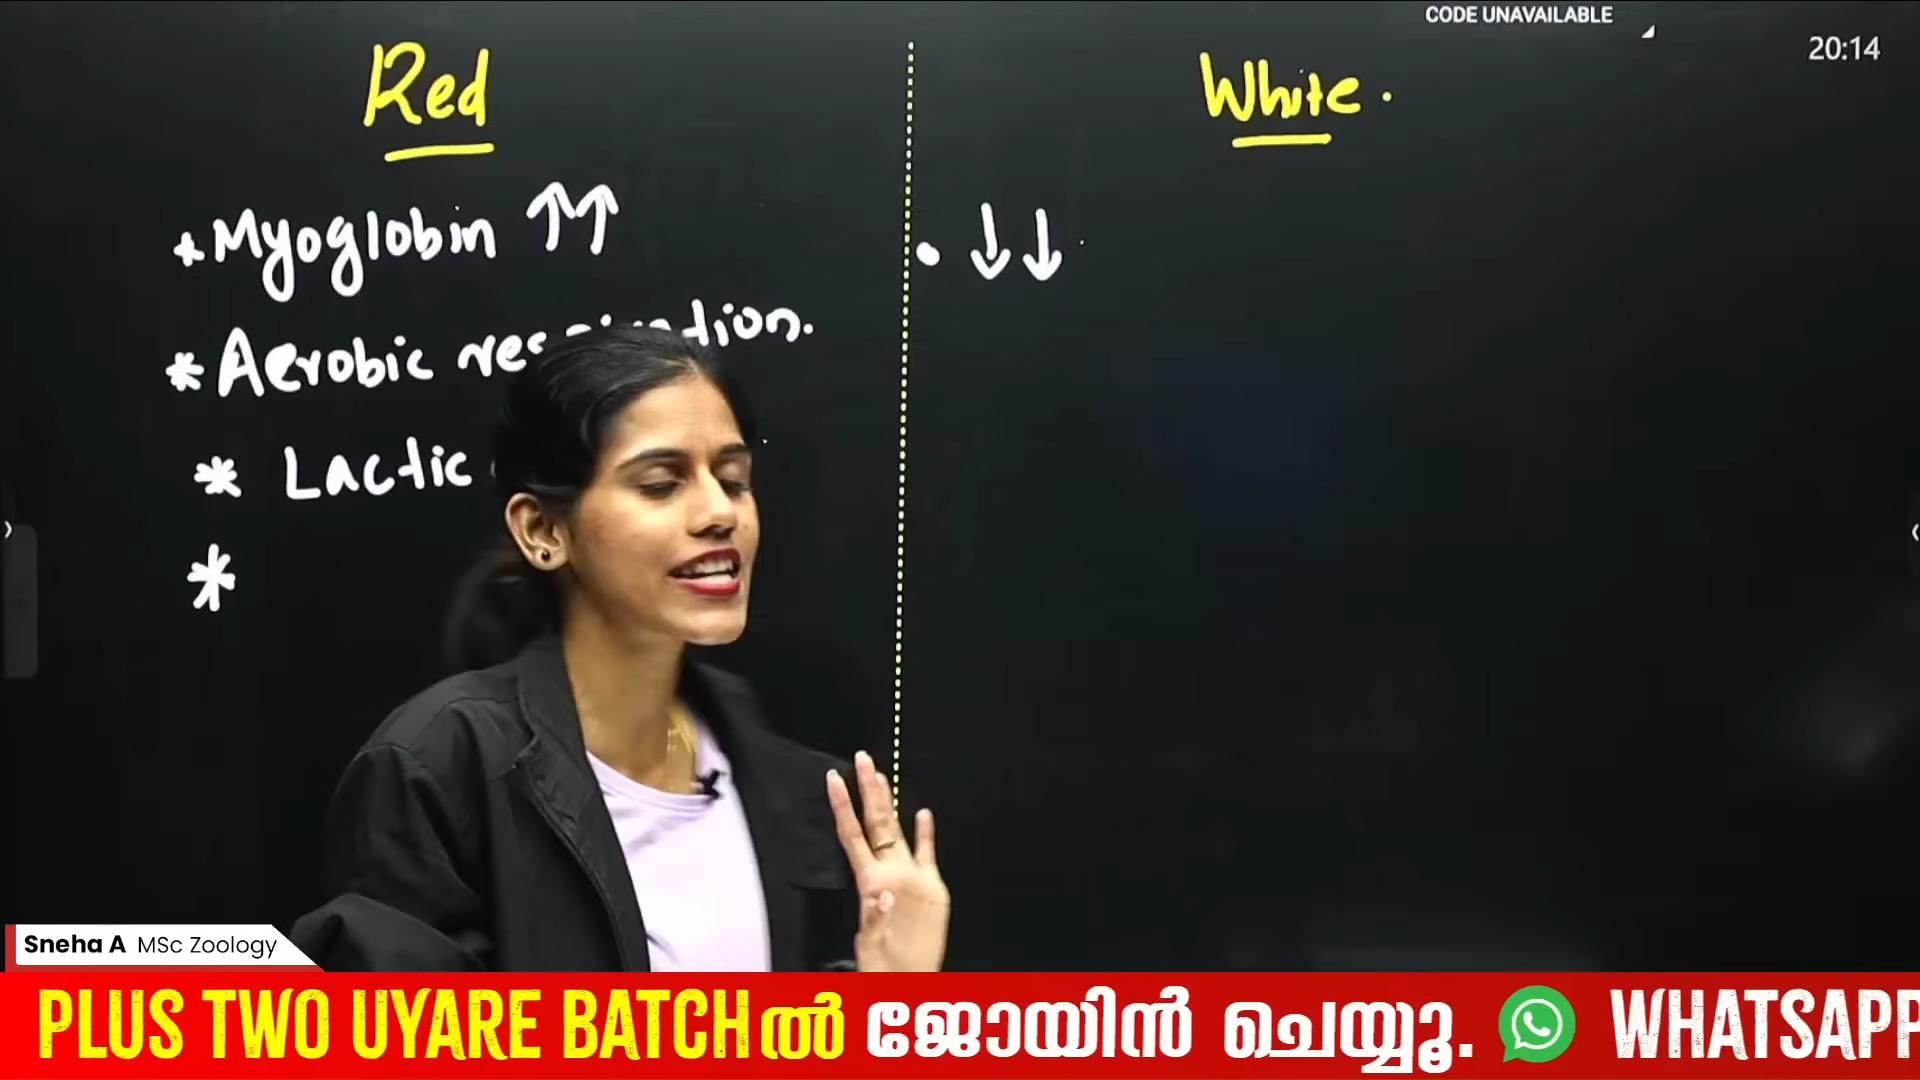 CODE UNAVAILABLE
20:14
Red
White.
* Myoglobin ↑↑
• ↓↓
* Aerobic
* Lactic
*
Sneha A MSc Zoology
PLUS TWO UYARE BATCHൽ ജോയിൻ ചെയ്യൂ. WHATSAPP